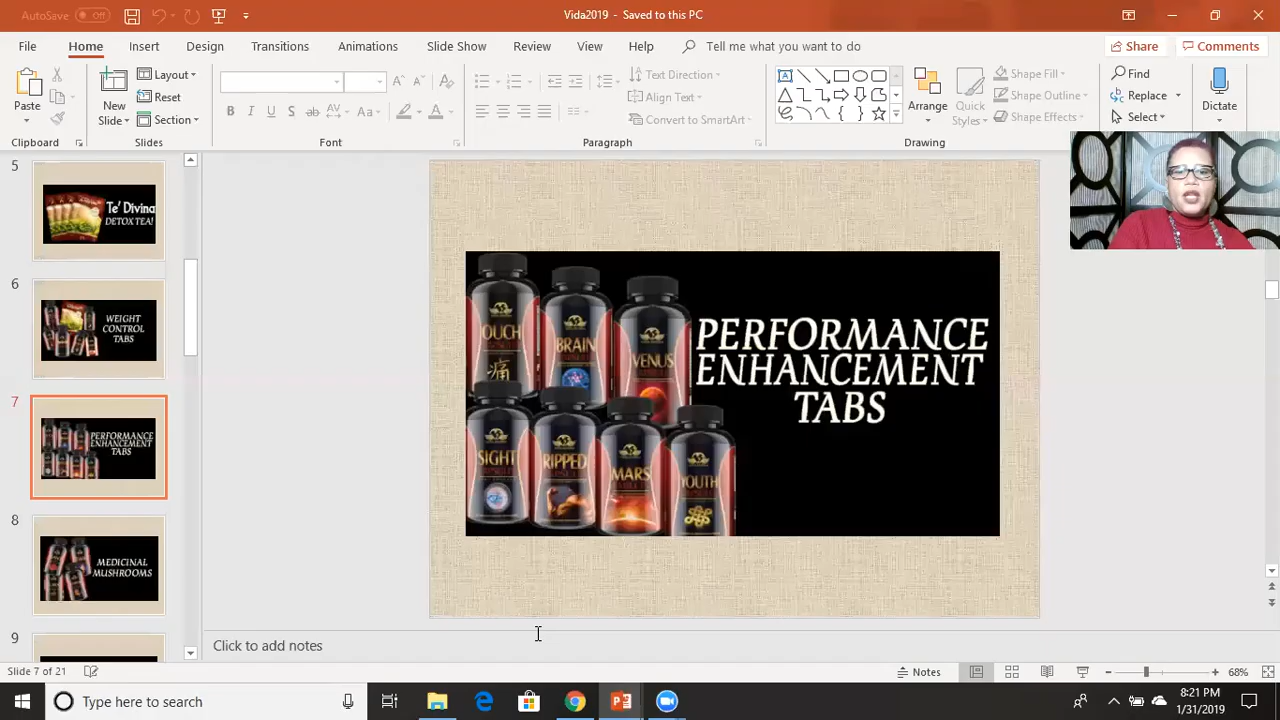 AutoSave Off
Vida2019 - Saved to this PC
File Home Insert Design Transitions Animations Slide Show Review View Help Tell me what you want to do
Share Comments
Paste
New
Slide
Layout
Reset
Section
Text Direction
Align Text
Convert to SmartArt
Arrange
Quick
Styles
Shape Fill
Shape Outline
Shape Effects
Find
Replace
Select
Dictate
Clipboard Slides Font Paragraph Drawing
5
Te' Divina
DETOX TEA!
6
WEIGHT
CONTROL
TABS
7
PERFORMANCE
ENHANCEMENT
TABS
8
MEDICINAL
MUSHROOMS
9
OUCH
痛
BRAIN
VENUS
SIGHT
RIPPED
MARS
YOUTH
PERFORMANCE
ENHANCEMENT
TABS
Click to add notes
Slide 7 of 21
Notes
68%
Type here to search
8:21 PM
1/31/2019